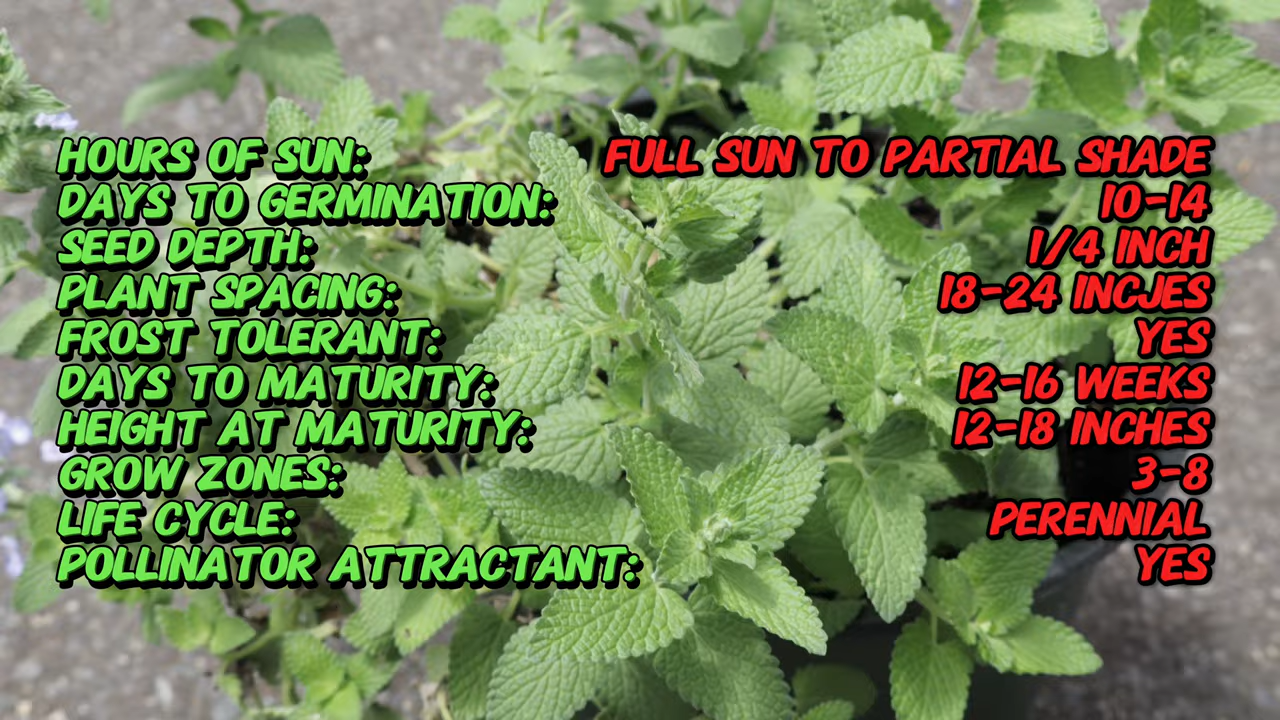 HOURS OF SUN: FULL SUN TO PARTIAL SHADE
DAYS TO GERMINATION: 10-14
SEED DEPTH: 1/4 INCH
PLANT SPACING: 18-24 INCJES
FROST TOLERANT: YES
DAYS TO MATURITY: 12-16 WEEKS
HEIGHT AT MATURITY: 12-18 INCHES
GROW ZONES: 3-8
LIFE CYCLE: PERENNIAL
POLLINATOR ATTRACTANT: YES